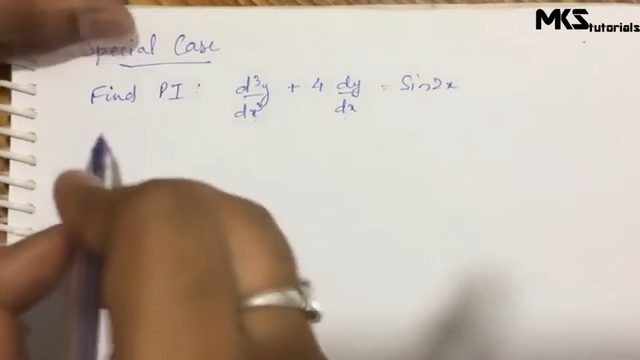 MKS tutorials
Special Case
Find PI : d³y/dx³ + 4 dy/dx = Sin2x